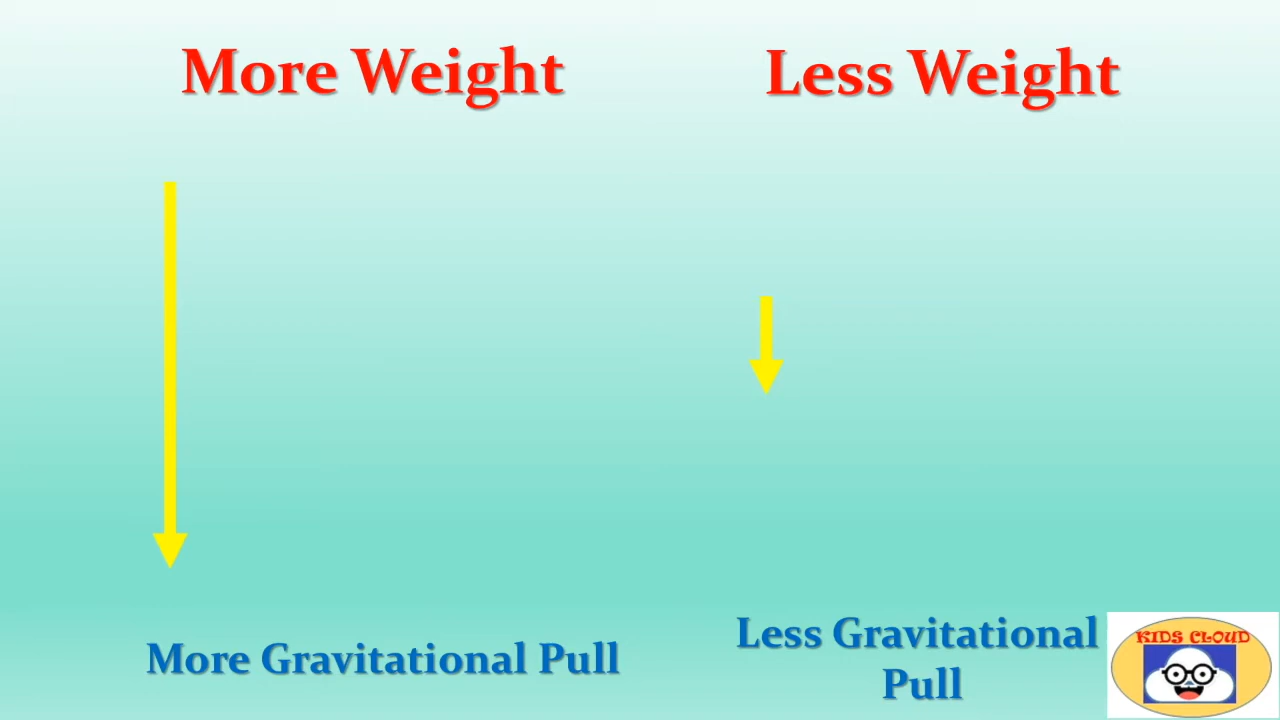 More Weight
Less Weight
More Gravitational Pull
Less Gravitational
Pull
KIDS CLOUD